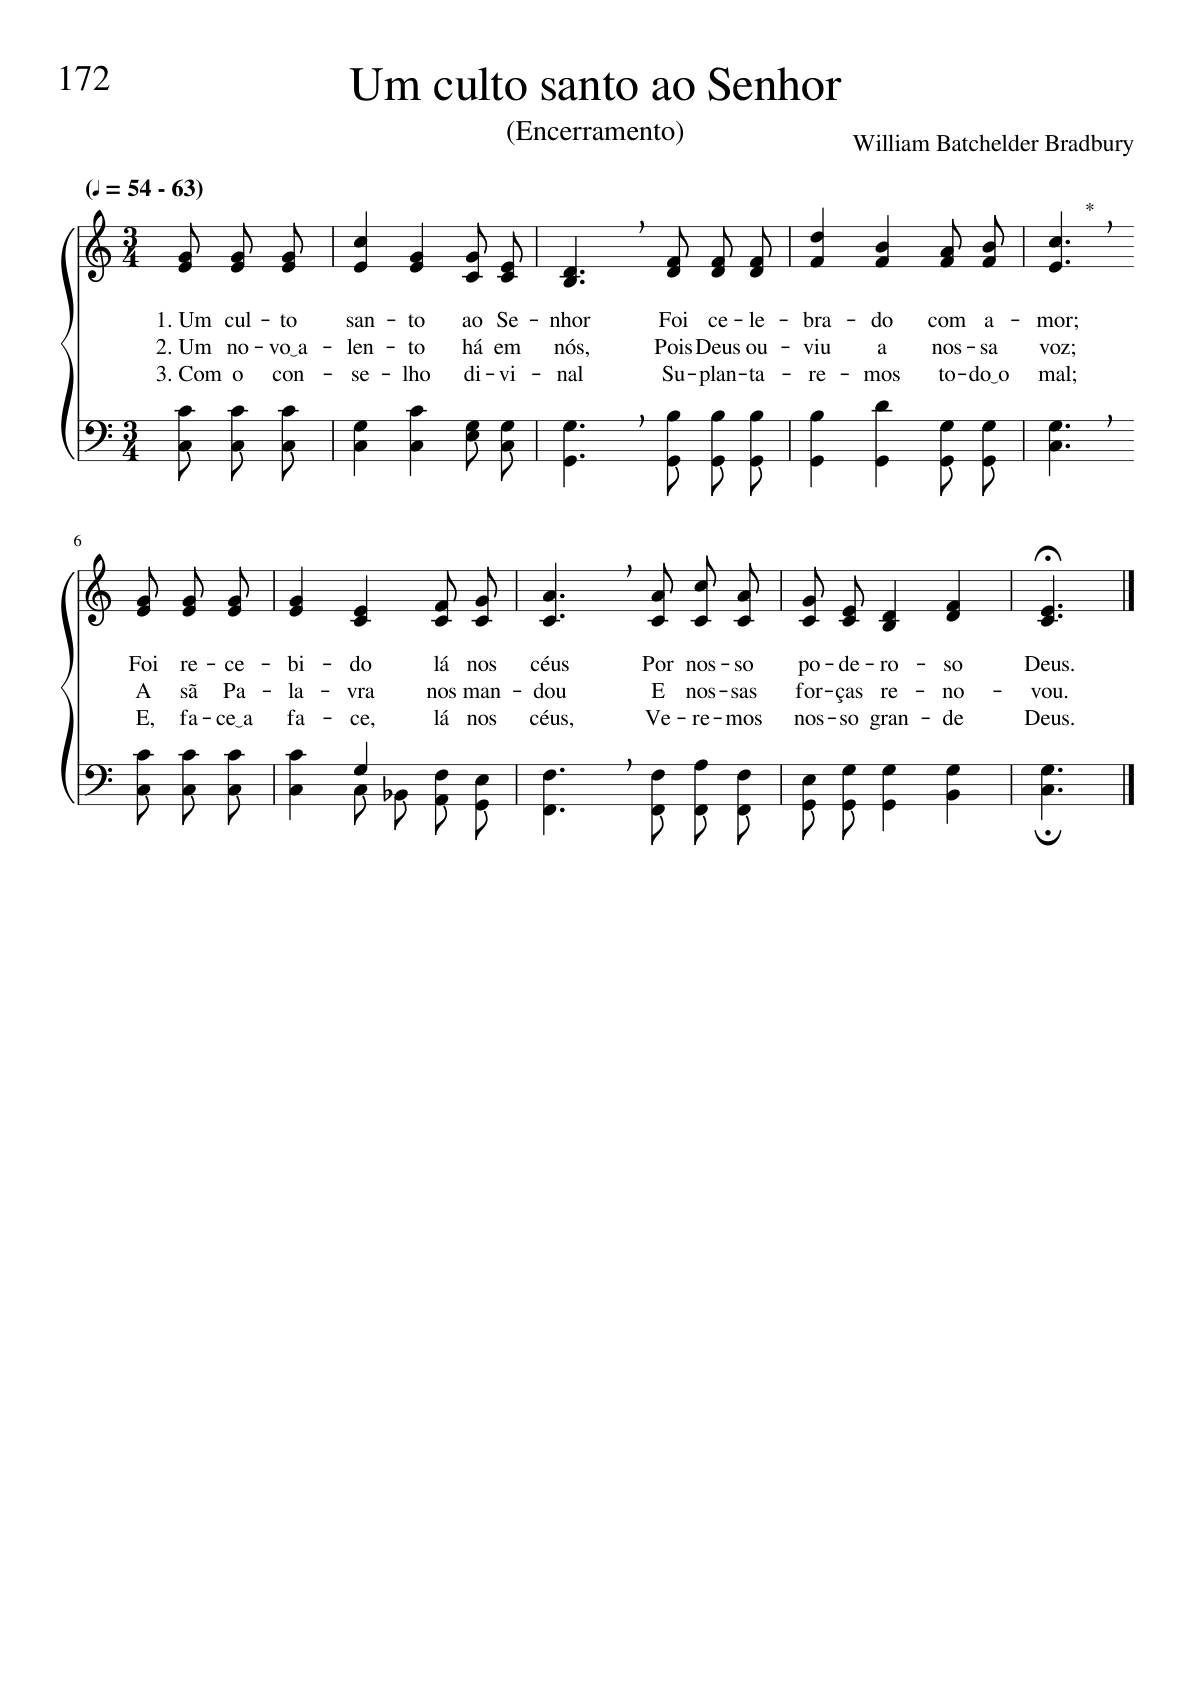 172
Um culto santo ao Senhor
(Encerramento)
William Batchelder Bradbury
(♩ = 54 - 63)
*
3 4
1. Um cul – to san – to ao Se – nhor Foi ce – le – bra – do com a – mor;
2. Um no – vo‿a – len – to há em nós, Pois Deus ou – viu a nos – sa voz;
3. Com o con – se – lho di – vi – nal Su – plan – ta – re – mos to – do‿o mal;
3 4
6
Foi re – ce – bi – do lá nos céus Por nos – so po – de – ro – so Deus.
A sã Pa – la – vra nos man – dou E nos – sas for – ças re – no – vou.
E, fa – ce‿a fa – ce, lá nos céus, Ve – re – mos nos – so gran – de Deus.